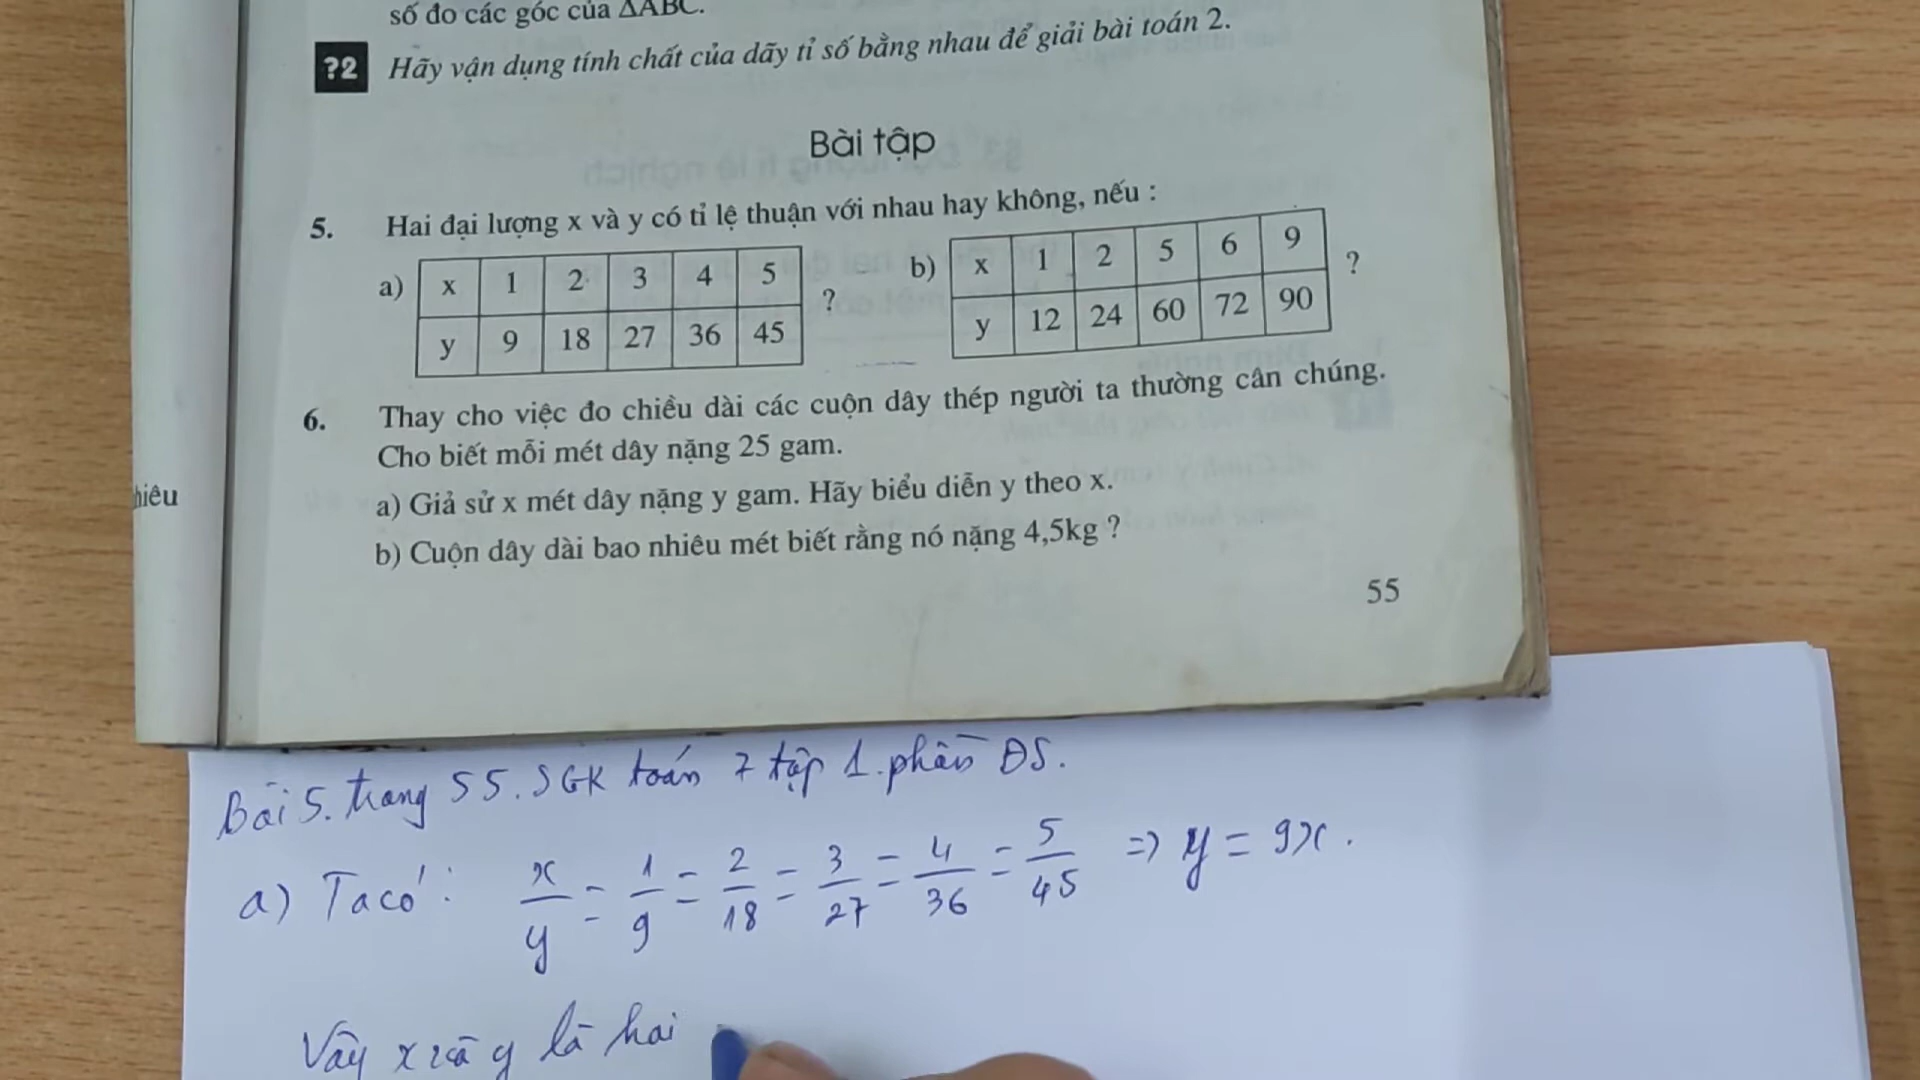 số đo các góc của ΔABC.
?2 Hãy vận dụng tính chất của dãy tỉ số bằng nhau để giải bài toán 2.
Bài tập
5. Hai đại lượng x và y có tỉ lệ thuận với nhau hay không, nếu :
a) x 1 2 3 4 5 ?
y 9 18 27 36 45
b) x 1 2 5 6 9 ?
y 12 24 60 72 90
6. Thay cho việc đo chiều dài các cuộn dây thép người ta thường cân chúng.
Cho biết mỗi mét dây nặng 25 gam.
a) Giả sử x mét dây nặng y gam. Hãy biểu diễn y theo x.
b) Cuộn dây dài bao nhiêu mét biết rằng nó nặng 4,5kg ?
hiêu
55
Bài 5. trang 55. SGK toán 7 tập 1. phần ĐS.
a) Ta có: x/y = 1/9 = 2/18 = 3/27 = 4/36 = 5/45 => y = 9x.
Vậy x và y là hai